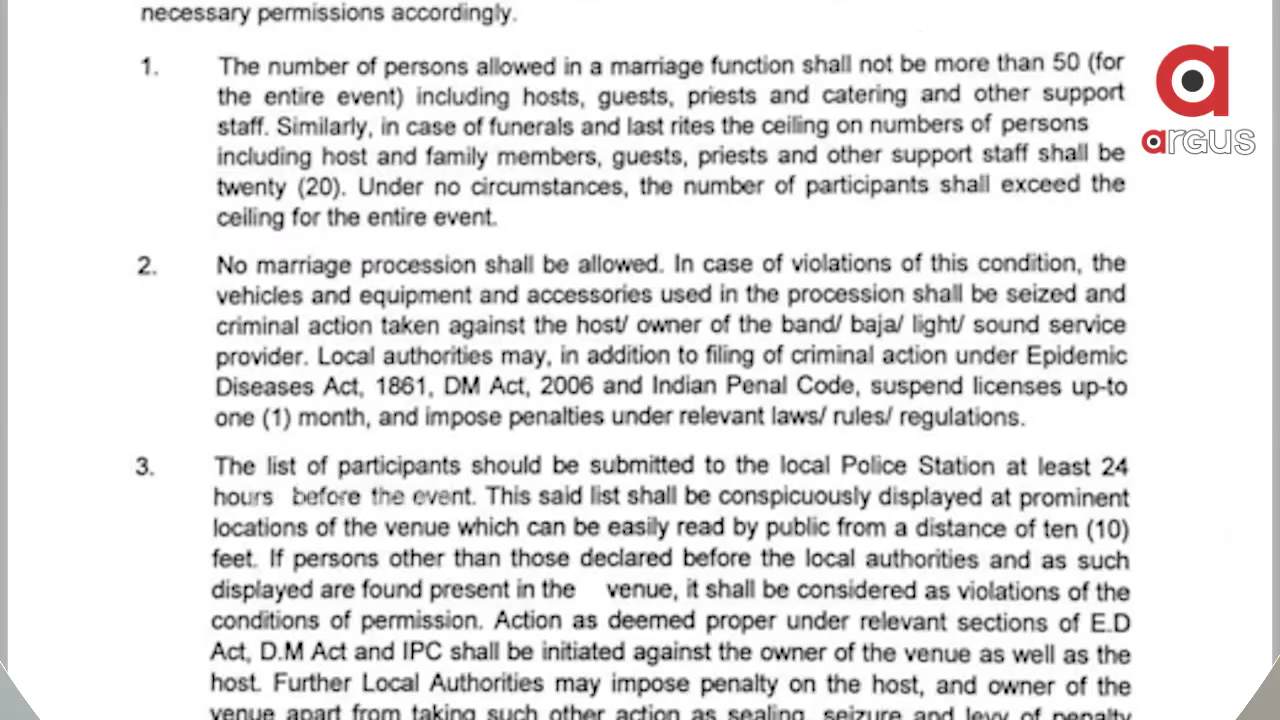 necessary permissions accordingly.
1. The number of persons allowed in a marriage function shall not be more than 50 (for
the entire event) including hosts, guests, priests and catering and other support
staff. Similarly, in case of funerals and last rites the ceiling on numbers of persons
including host and family members, guests, priests and other support staff shall be
twenty (20). Under no circumstances, the number of participants shall exceed the
ceiling for the entire event.
2. No marriage procession shall be allowed. In case of violations of this condition, the
vehicles and equipment and accessories used in the procession shall be seized and
criminal action taken against the host/ owner of the band/ baja/ light/ sound service
provider. Local authorities may, in addition to filing of criminal action under Epidemic
Diseases Act, 1861, DM Act, 2006 and Indian Penal Code, suspend licenses up-to
one (1) month, and impose penalties under relevant laws/ rules/ regulations.
3. The list of participants should be submitted to the local Police Station at least 24
hours before the event. This said list shall be conspicuously displayed at prominent
locations of the venue which can be easily read by public from a distance of ten (10)
feet. If persons other than those declared before the local authorities and as such
displayed are found present in the venue, it shall be considered as violations of the
conditions of permission. Action as deemed proper under relevant sections of E.D
Act, D.M Act and IPC shall be initiated against the owner of the venue as well as the
host. Further Local Authorities may impose penalty on the host, and owner of the
venue apart from taking such other action as sealing, seizure and levy of penalty
argus